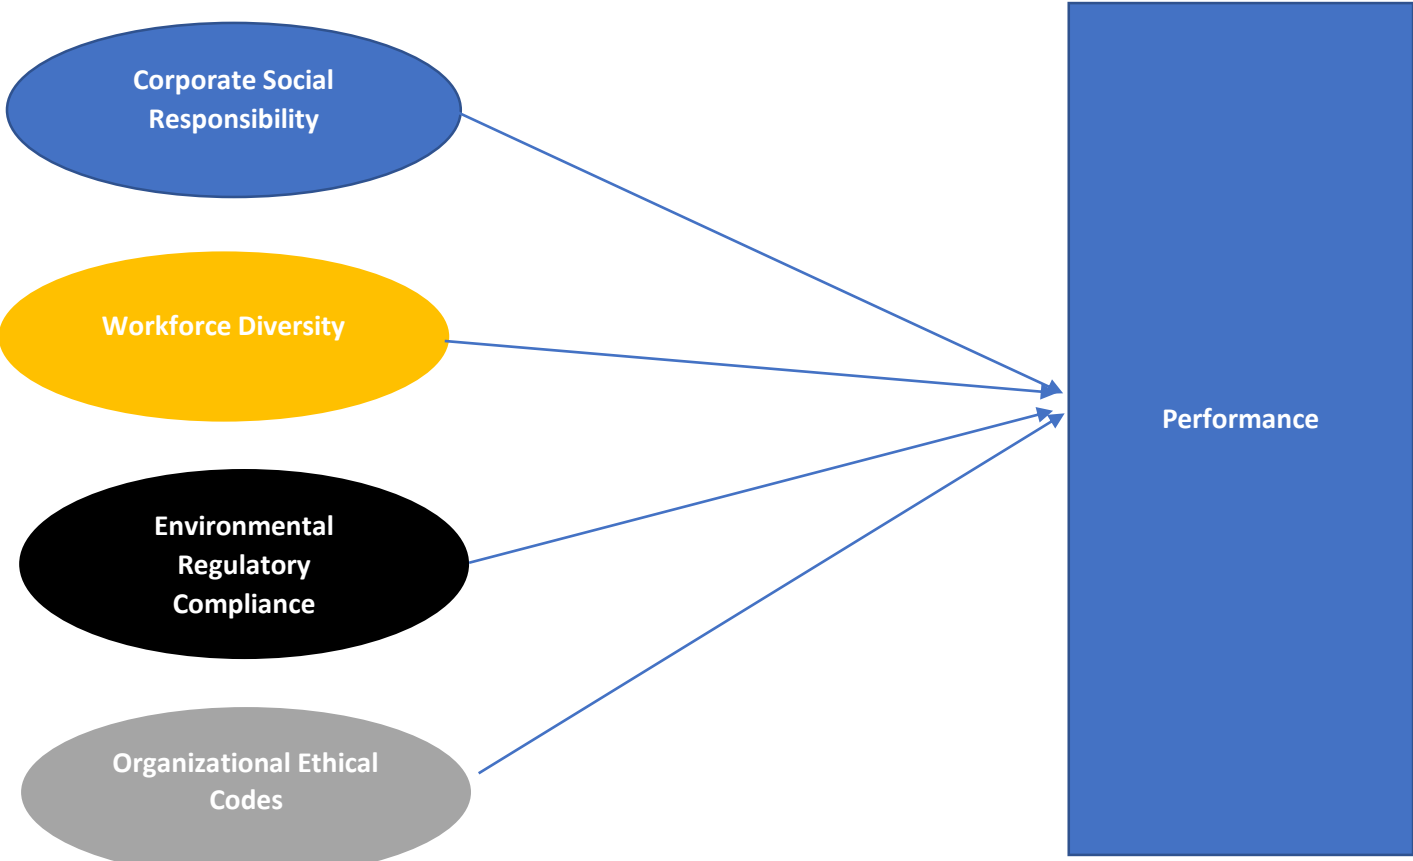 Corporate Social
Responsibility
Workforce Diversity
Performance
Environmental
Regulatory
Compliance
Organizational Ethical
Codes